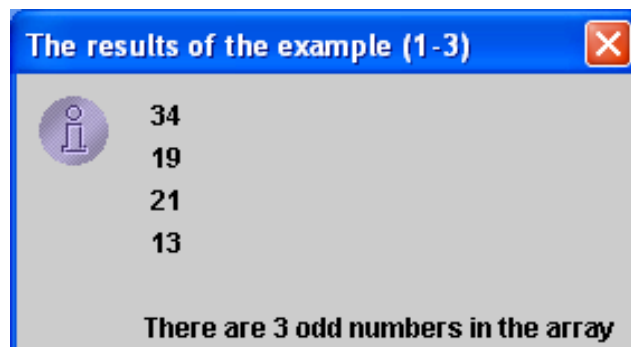 The results of the example (1-3)
34
19
21
13
There are 3 odd numbers in the array